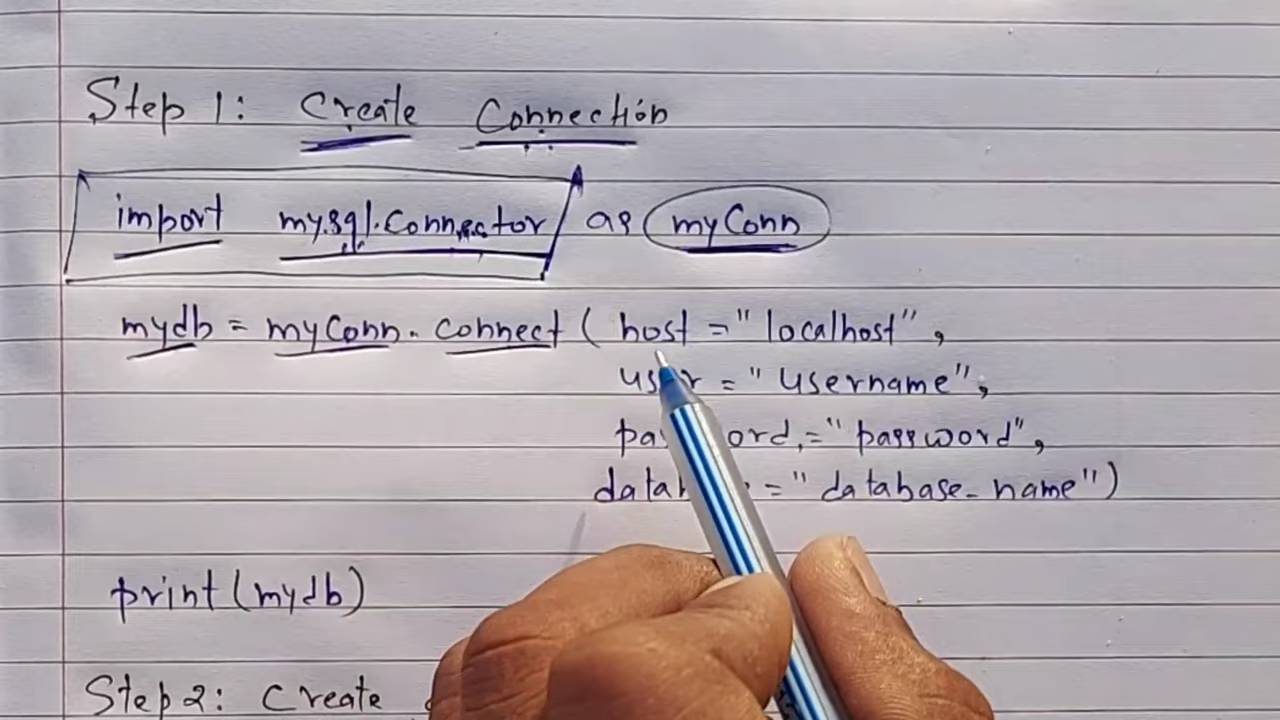 Step 1: Create Connection
import mysql.connector as myConn
mydb = myConn.connect ( host = "localhost",
user = "username",
= "password",
= "database_name")
print (mydb)
Step 2: Create